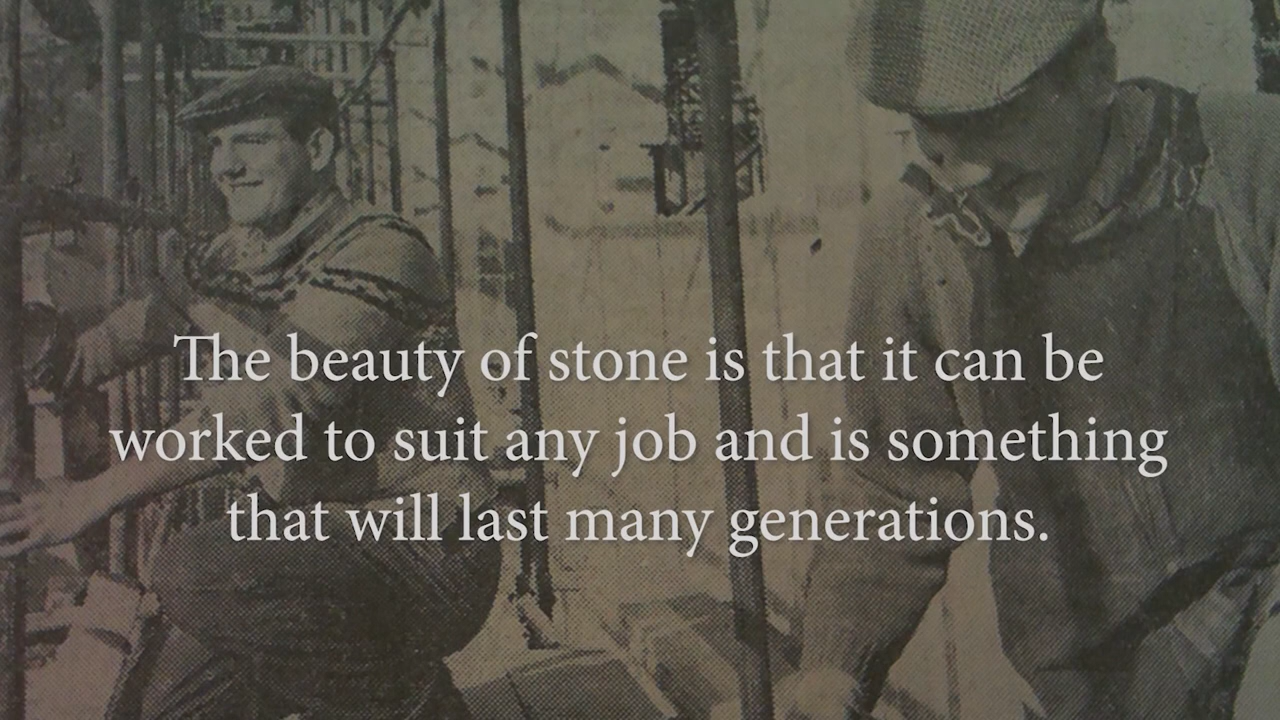 The beauty of stone is that it can be
worked to suit any job and is something
that will last many generations.